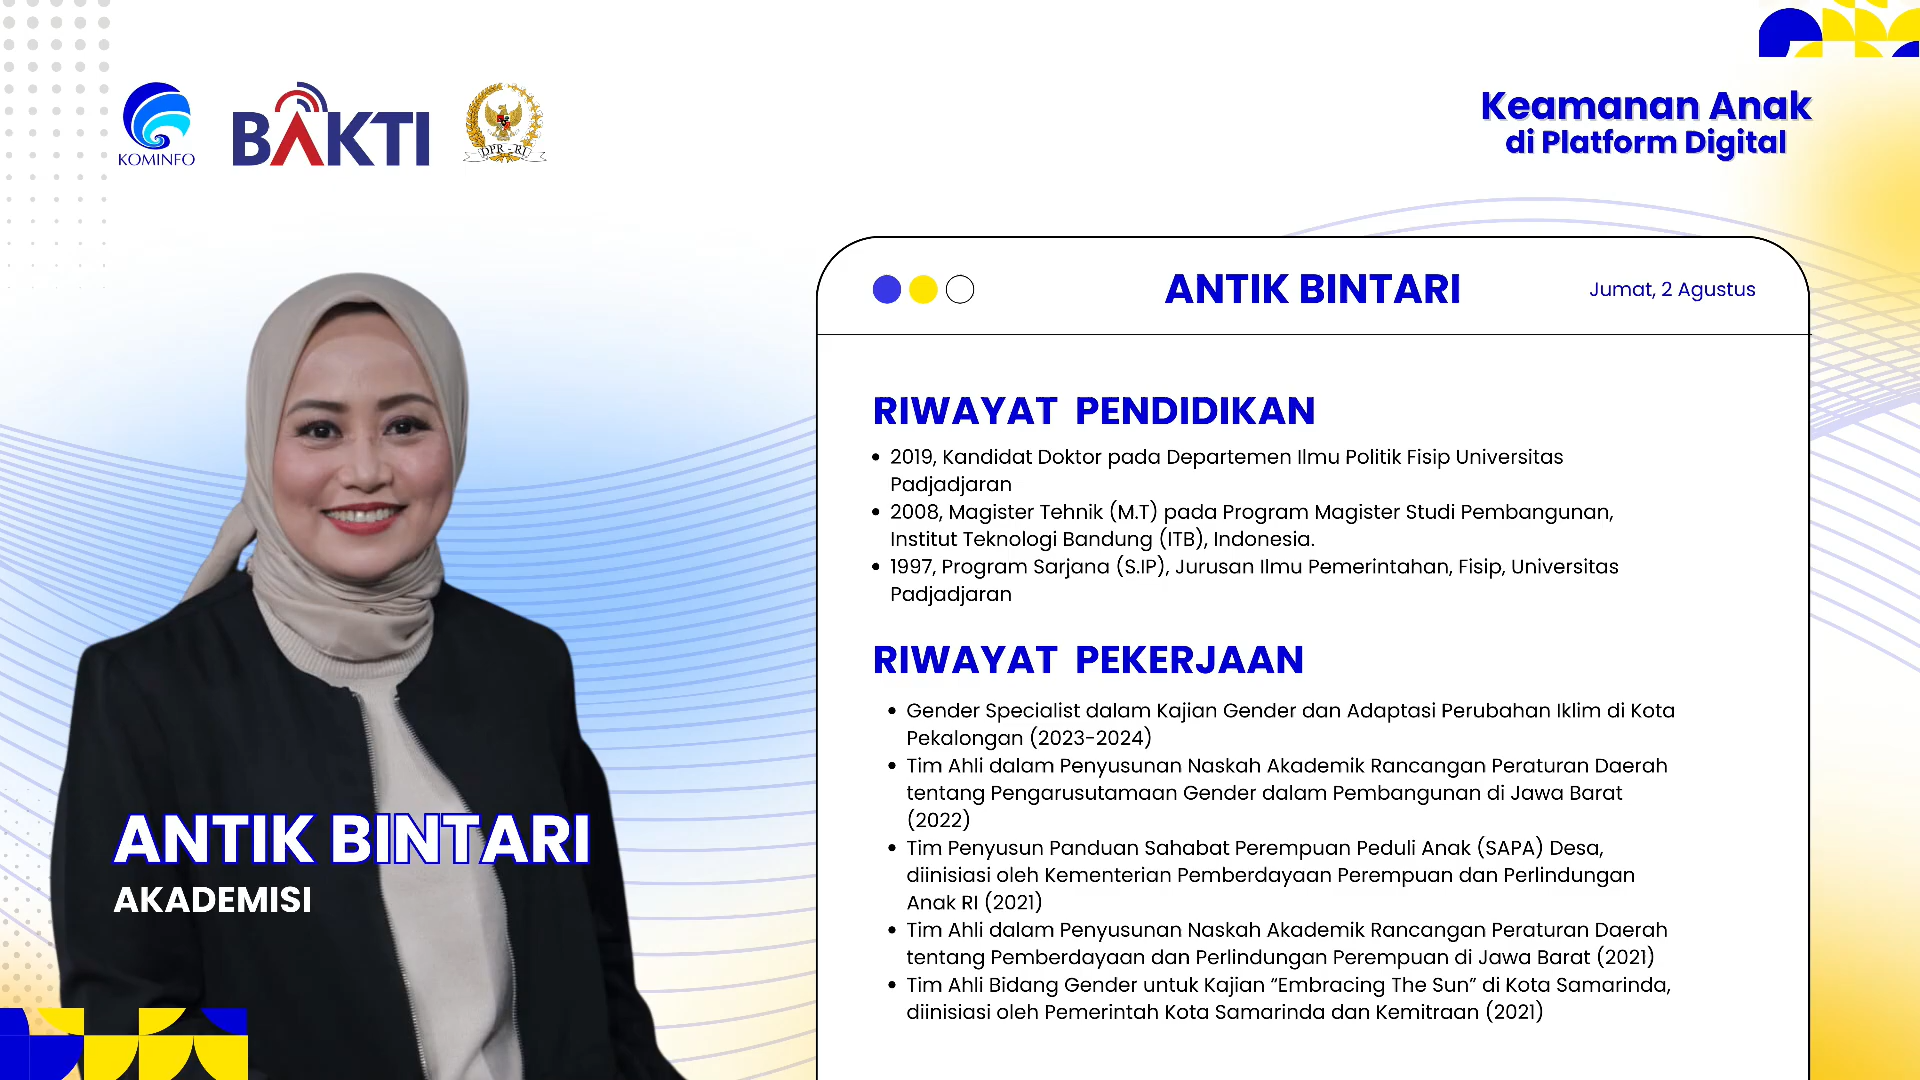 KOMINFO
BAKTI
DPR - RI
Keamanan Anak
di Platform Digital
ANTIK BINTARI
Jumat, 2 Agustus
RIWAYAT PENDIDIKAN
• 2019, Kandidat Doktor pada Departemen Ilmu Politik Fisip Universitas
Padjadjaran
• 2008, Magister Tehnik (M.T) pada Program Magister Studi Pembangunan,
Institut Teknologi Bandung (ITB), Indonesia.
• 1997, Program Sarjana (S.IP), Jurusan Ilmu Pemerintahan, Fisip, Universitas
Padjadjaran
RIWAYAT PEKERJAAN
• Gender Specialist dalam Kajian Gender dan Adaptasi Perubahan Iklim di Kota
Pekalongan (2023-2024)
• Tim Ahli dalam Penyusunan Naskah Akademik Rancangan Peraturan Daerah
tentang Pengarusutamaan Gender dalam Pembangunan di Jawa Barat
(2022)
• Tim Penyusun Panduan Sahabat Perempuan Peduli Anak (SAPA) Desa,
diinisiasi oleh Kementerian Pemberdayaan Perempuan dan Perlindungan
Anak RI (2021)
• Tim Ahli dalam Penyusunan Naskah Akademik Rancangan Peraturan Daerah
tentang Pemberdayaan dan Perlindungan Perempuan di Jawa Barat (2021)
• Tim Ahli Bidang Gender untuk Kajian “Embracing The Sun” di Kota Samarinda,
diinisiasi oleh Pemerintah Kota Samarinda dan Kemitraan (2021)
ANTIK BINTARI
AKADEMISI